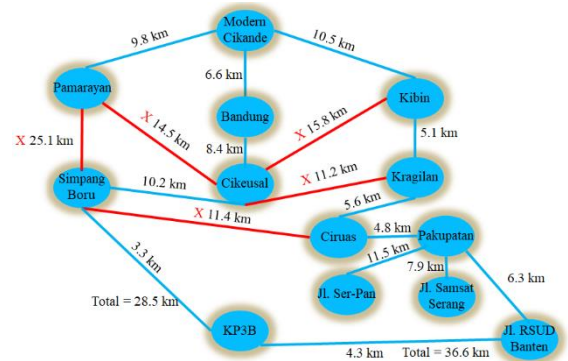 Modern
Cikande
9.8 km
10.5 km
Pamarayan
6.6 km
Kibin
Bandung
X 14.5 km
X 15.8 km
X 25.1 km
8.4 km
5.1 km
Simpang
Boru
10.2 km
Cikeusal
X 11.2 km
Kragilan
X 11.4 km
5.6 km
Ciruas
4.8 km
Pakupatan
3.3 km
11.5 km
7.9 km
6.3 km
Jl. Ser-Pan
Jl. Samsat
Serang
Total = 28.5 km
KP3B
Jl. RSUD
Banten
4.3 km
Total = 36.6 km